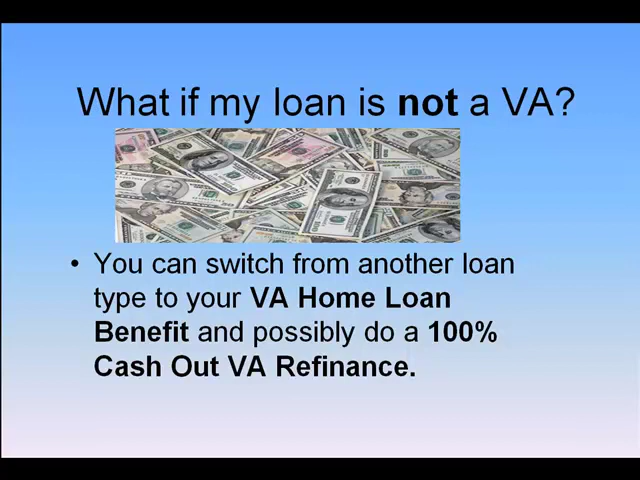 What if my loan is not a VA?
• You can switch from another loan
type to your VA Home Loan
Benefit and possibly do a 100%
Cash Out VA Refinance.